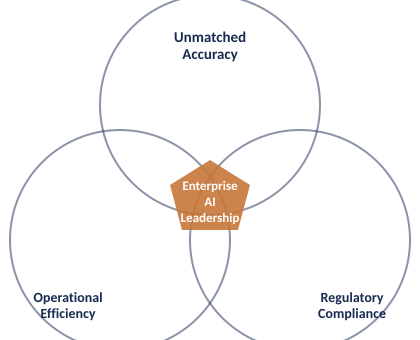 Unmatched
Accuracy
Enterprise
AI
Leadership
Operational
Efficiency
Regulatory
Compliance